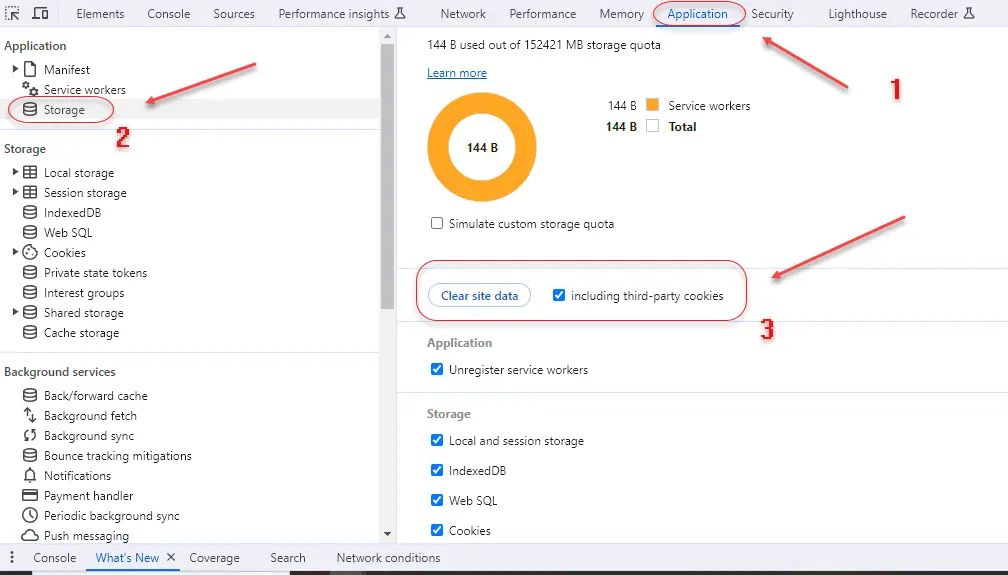 Elements Console Sources Performance insights Network Performance Memory Application Security Lighthouse Recorder
Application
Manifest
Service workers
Storage
2
Storage
Local storage
Session storage
IndexedDB
Web SQL
Cookies
Private state tokens
Interest groups
Shared storage
Cache storage
Background services
Back/forward cache
Background fetch
Background sync
Bounce tracking mitigations
Notifications
Payment handler
Periodic background sync
Push messaging
144 B used out of 152421 MB storage quota
1
Learn more
144 B
144 B Service workers
144 B Total
Simulate custom storage quota
Clear site data including third-party cookies
3
Application
Unregister service workers
Storage
Local and session storage
IndexedDB
Web SQL
Cookies
Console What's New Coverage Search Network conditions